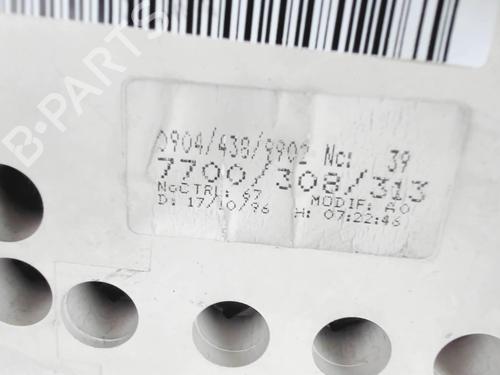 B-PARTS
0904/438/9902 Nc: 39
7700/308/313
NoCTRL: 67 MODIF: A0
D: 17/10/96 H: 07:22:46